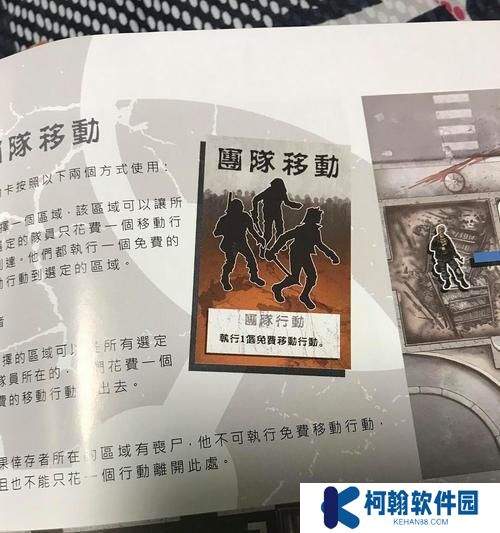 團隊移動
卡按照以下兩個方式使用：
擇一個區域，該區域可以讓所
選定的隊員只花費一個移動行
到達。他們都執行一個免費的
動行動到選定的區域。
者
擇的區域可以 所有選定
隊員所在的， 們花費一個
費的移動行動 出去。
果倖存者所在的區域有喪尸，他不可執行免費移動行動，
且也不能只花一個行動離開此處。
團隊移動
團隊行動
執行1個免費移動行動。
柯翰软件园
KEHAN88.COM